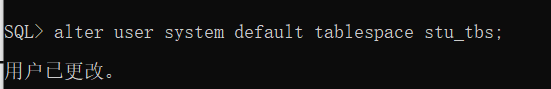 SQL> alter user system default tablespace stu_tbs;
用户已更改。